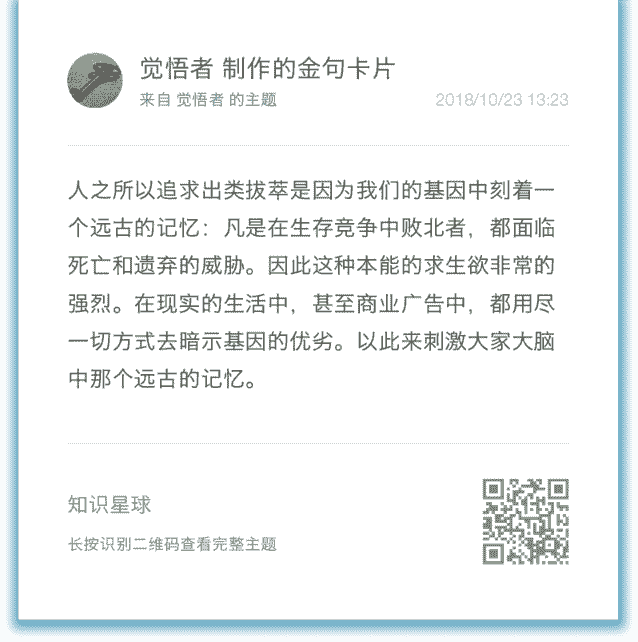 觉悟者 制作的金句卡片
来自 觉悟者 的主题 2018/10/23 13:23
人之所以追求出类拔萃是因为我们的基因中刻着一
个远古的记忆：凡是在生存竞争中败北者，都面临
死亡和遗弃的威胁。因此这种本能的求生欲非常的
强烈。在现实的生活中，甚至商业广告中，都用尽
一切方式去暗示基因的优劣。以此来刺激大家大脑
中那个远古的记忆。
知识星球
长按识别二维码查看完整主题